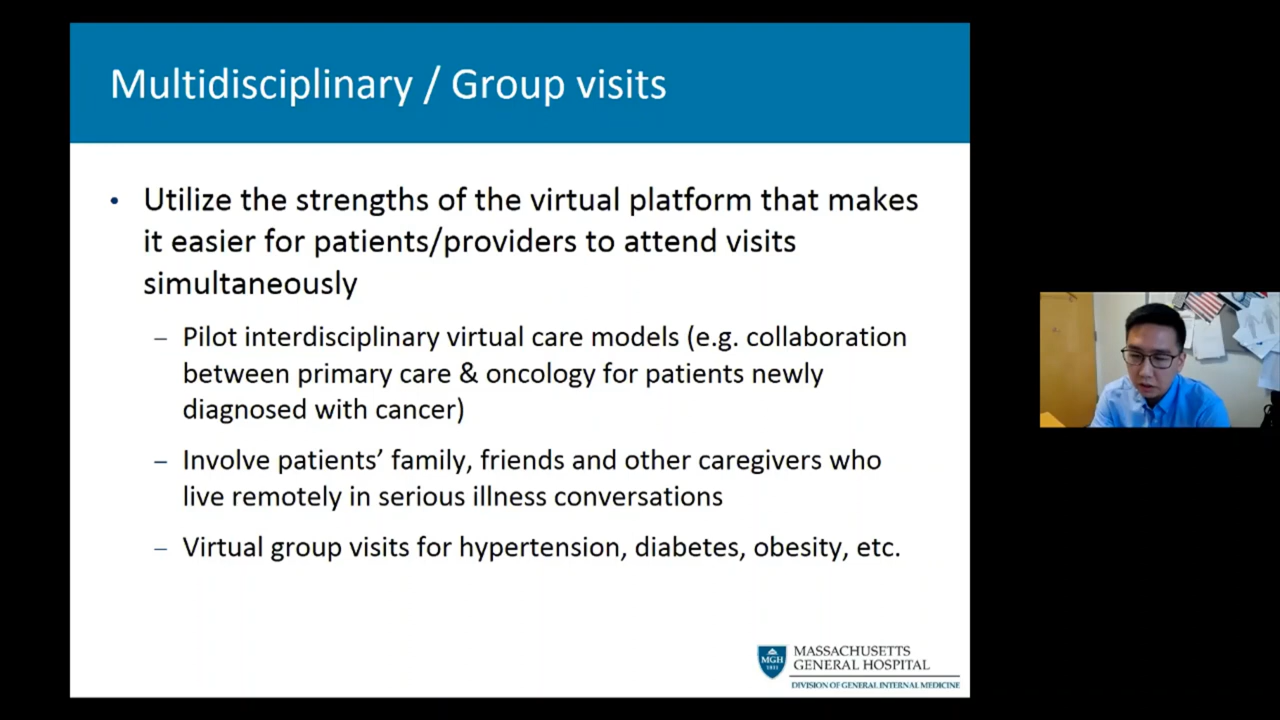 Multidisciplinary / Group visits
• Utilize the strengths of the virtual platform that makes
it easier for patients/providers to attend visits
simultaneously
– Pilot interdisciplinary virtual care models (e.g. collaboration
between primary care & oncology for patients newly
diagnosed with cancer)
– Involve patients’ family, friends and other caregivers who
live remotely in serious illness conversations
– Virtual group visits for hypertension, diabetes, obesity, etc.
MGH
1811
MASSACHUSETTS
GENERAL HOSPITAL
DIVISION OF GENERAL INTERNAL MEDICINE